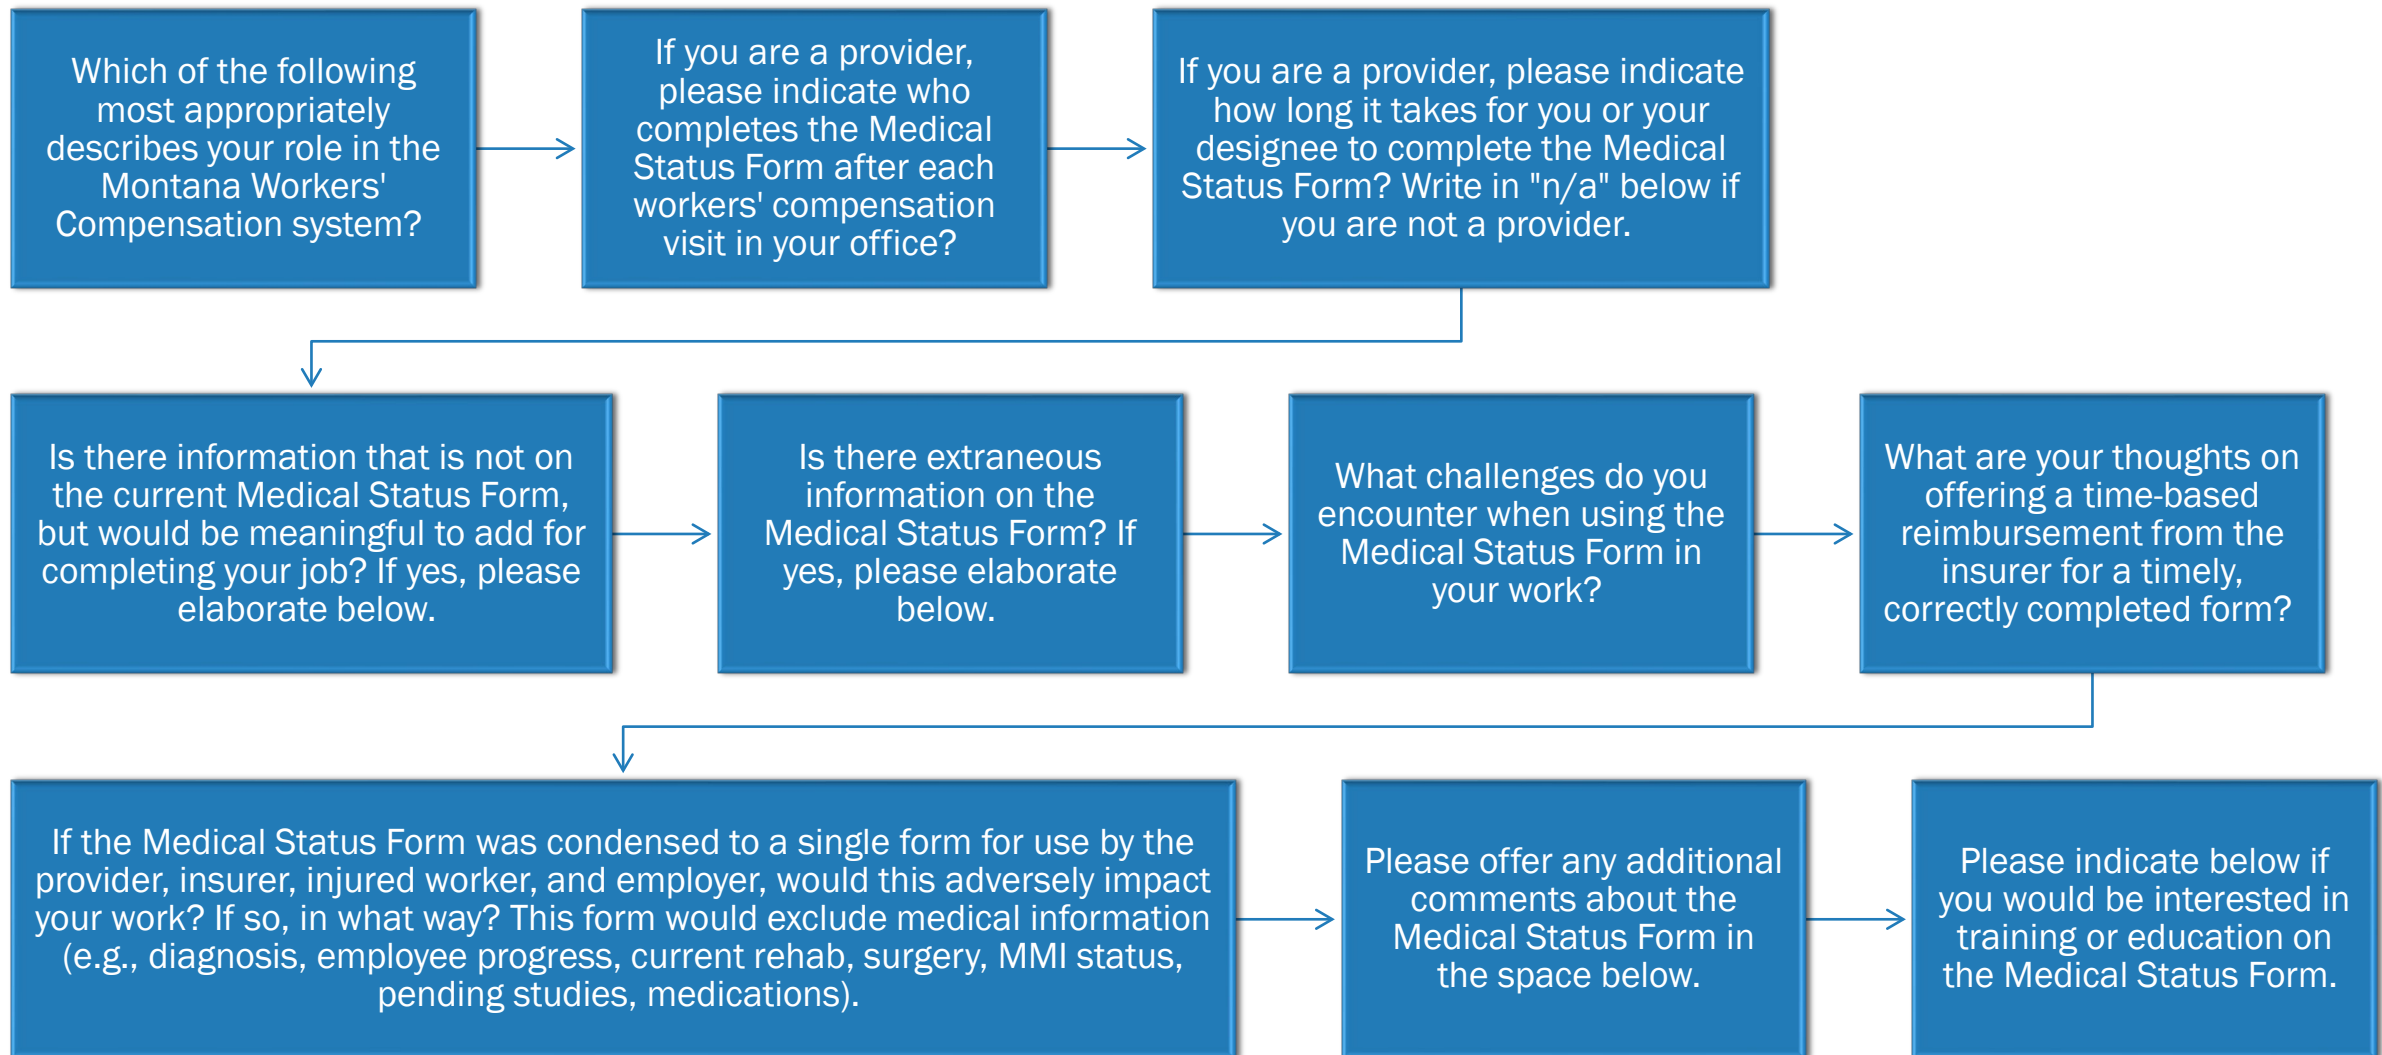 Which of the following
most appropriately
describes your role in the
Montana Workers'
Compensation system?
If you are a provider,
please indicate who
completes the Medical
Status Form after each
workers' compensation
visit in your office?
If you are a provider, please indicate
how long it takes for you or your
designee to complete the Medical
Status Form? Write in "n/a" below if
you are not a provider.
Is there information that is not on
the current Medical Status Form,
but would be meaningful to add for
completing your job? If yes, please
elaborate below.
Is there extraneous
information on the
Medical Status Form? If
yes, please elaborate
below.
What challenges do you
encounter when using the
Medical Status Form in
your work?
What are your thoughts on
offering a time-based
reimbursement from the
insurer for a timely,
correctly completed form?
If the Medical Status Form was condensed to a single form for use by the
provider, insurer, injured worker, and employer, would this adversely impact
your work? If so, in what way? This form would exclude medical information
(e.g., diagnosis, employee progress, current rehab, surgery, MMI status,
pending studies, medications).
Please offer any additional
comments about the
Medical Status Form in
the space below.
Please indicate below if
you would be interested in
training or education on
the Medical Status Form.